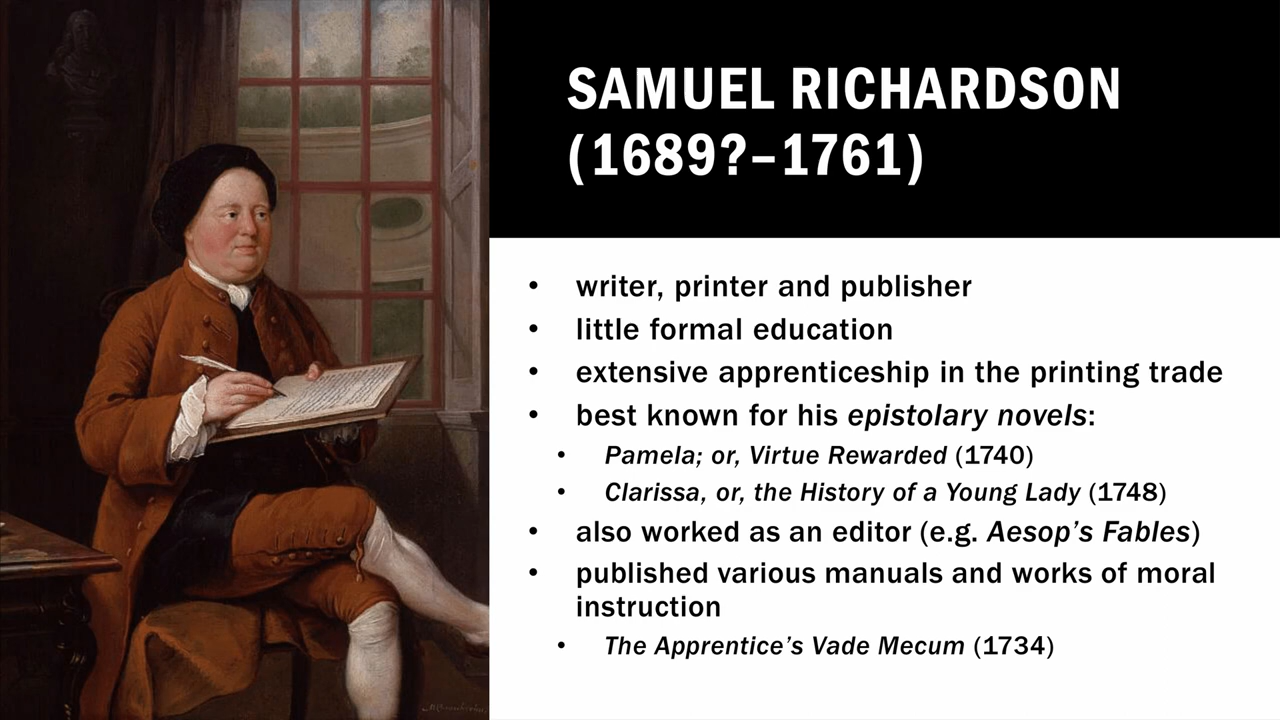 SAMUEL RICHARDSON
(1689?–1761)
• writer, printer and publisher
• little formal education
• extensive apprenticeship in the printing trade
• best known for his epistolary novels:
• Pamela; or, Virtue Rewarded (1740)
• Clarissa, or, the History of a Young Lady (1748)
• also worked as an editor (e.g. Aesop’s Fables)
• published various manuals and works of moral
instruction
• The Apprentice’s Vade Mecum (1734)